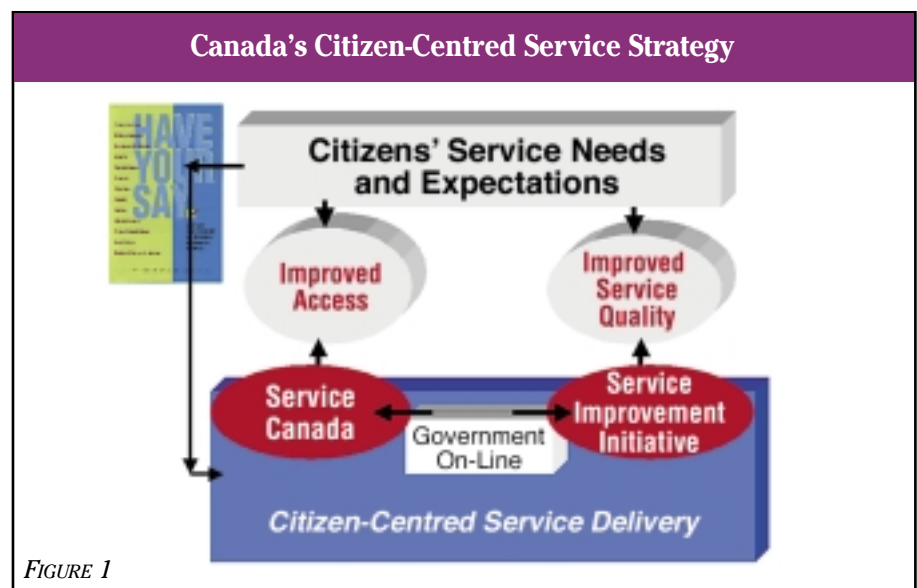 Canada's Citizen-Centred Service Strategy
HAVE
YOUR
SAY
Citizens' Service Needs
and Expectations
Improved
Access
Improved
Service
Quality
Service
Canada
Government
On-Line
Service
Improvement
Initiative
Citizen-Centred Service Delivery
FIGURE 1